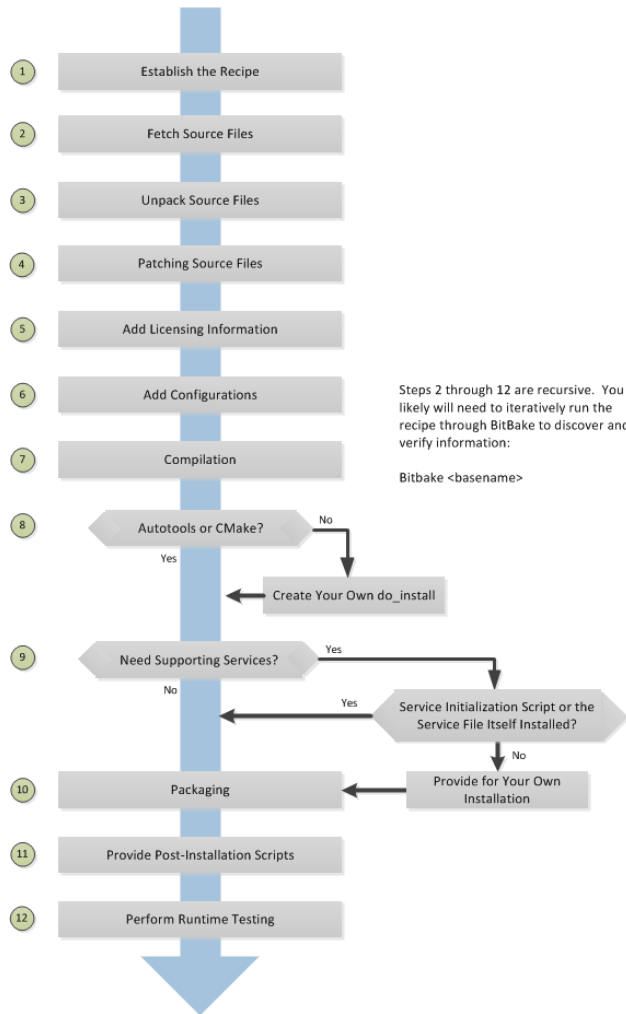 1
Establish the Recipe
2
Fetch Source Files
3
Unpack Source Files
4
Patching Source Files
5
Add Licensing Information
6
Add Configurations
Steps 2 through 12 are recursive. You
likely will need to iteratively run the
recipe through BitBake to discover and
verify information:
Bitbake <basename>
7
Compilation
8
Autotools or CMake?
No
Yes
Create Your Own do_install
9
Need Supporting Services?
Yes
No
Service Initialization Script or the
Service File Itself Installed?
Yes
No
10
Packaging
Provide for Your Own
Installation
11
Provide Post-Installation Scripts
12
Perform Runtime Testing